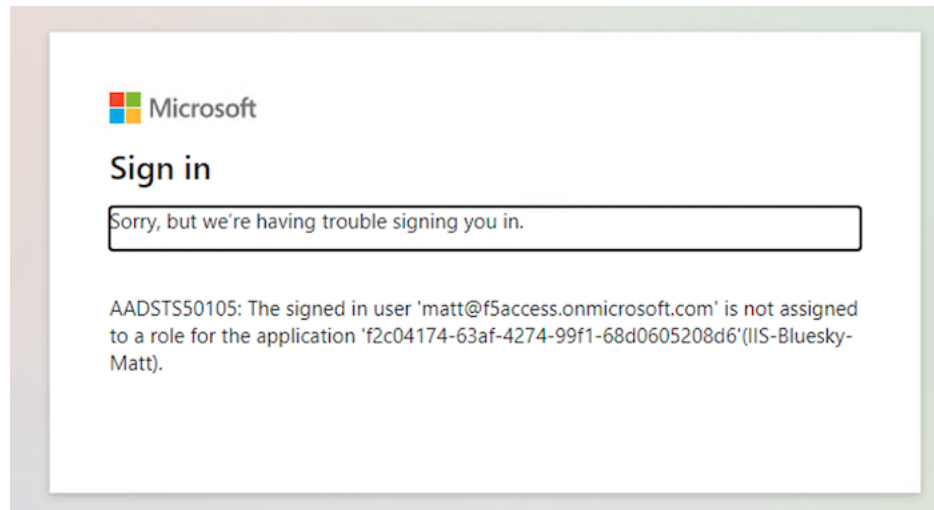 Microsoft
Sign in
Sorry, but we're having trouble signing you in.
AADSTS50105: The signed in user 'matt@f5access.onmicrosoft.com' is not assigned
to a role for the application 'f2c04174-63af-4274-99f1-68d0605208d6'(IIS-Bluesky-
Matt).